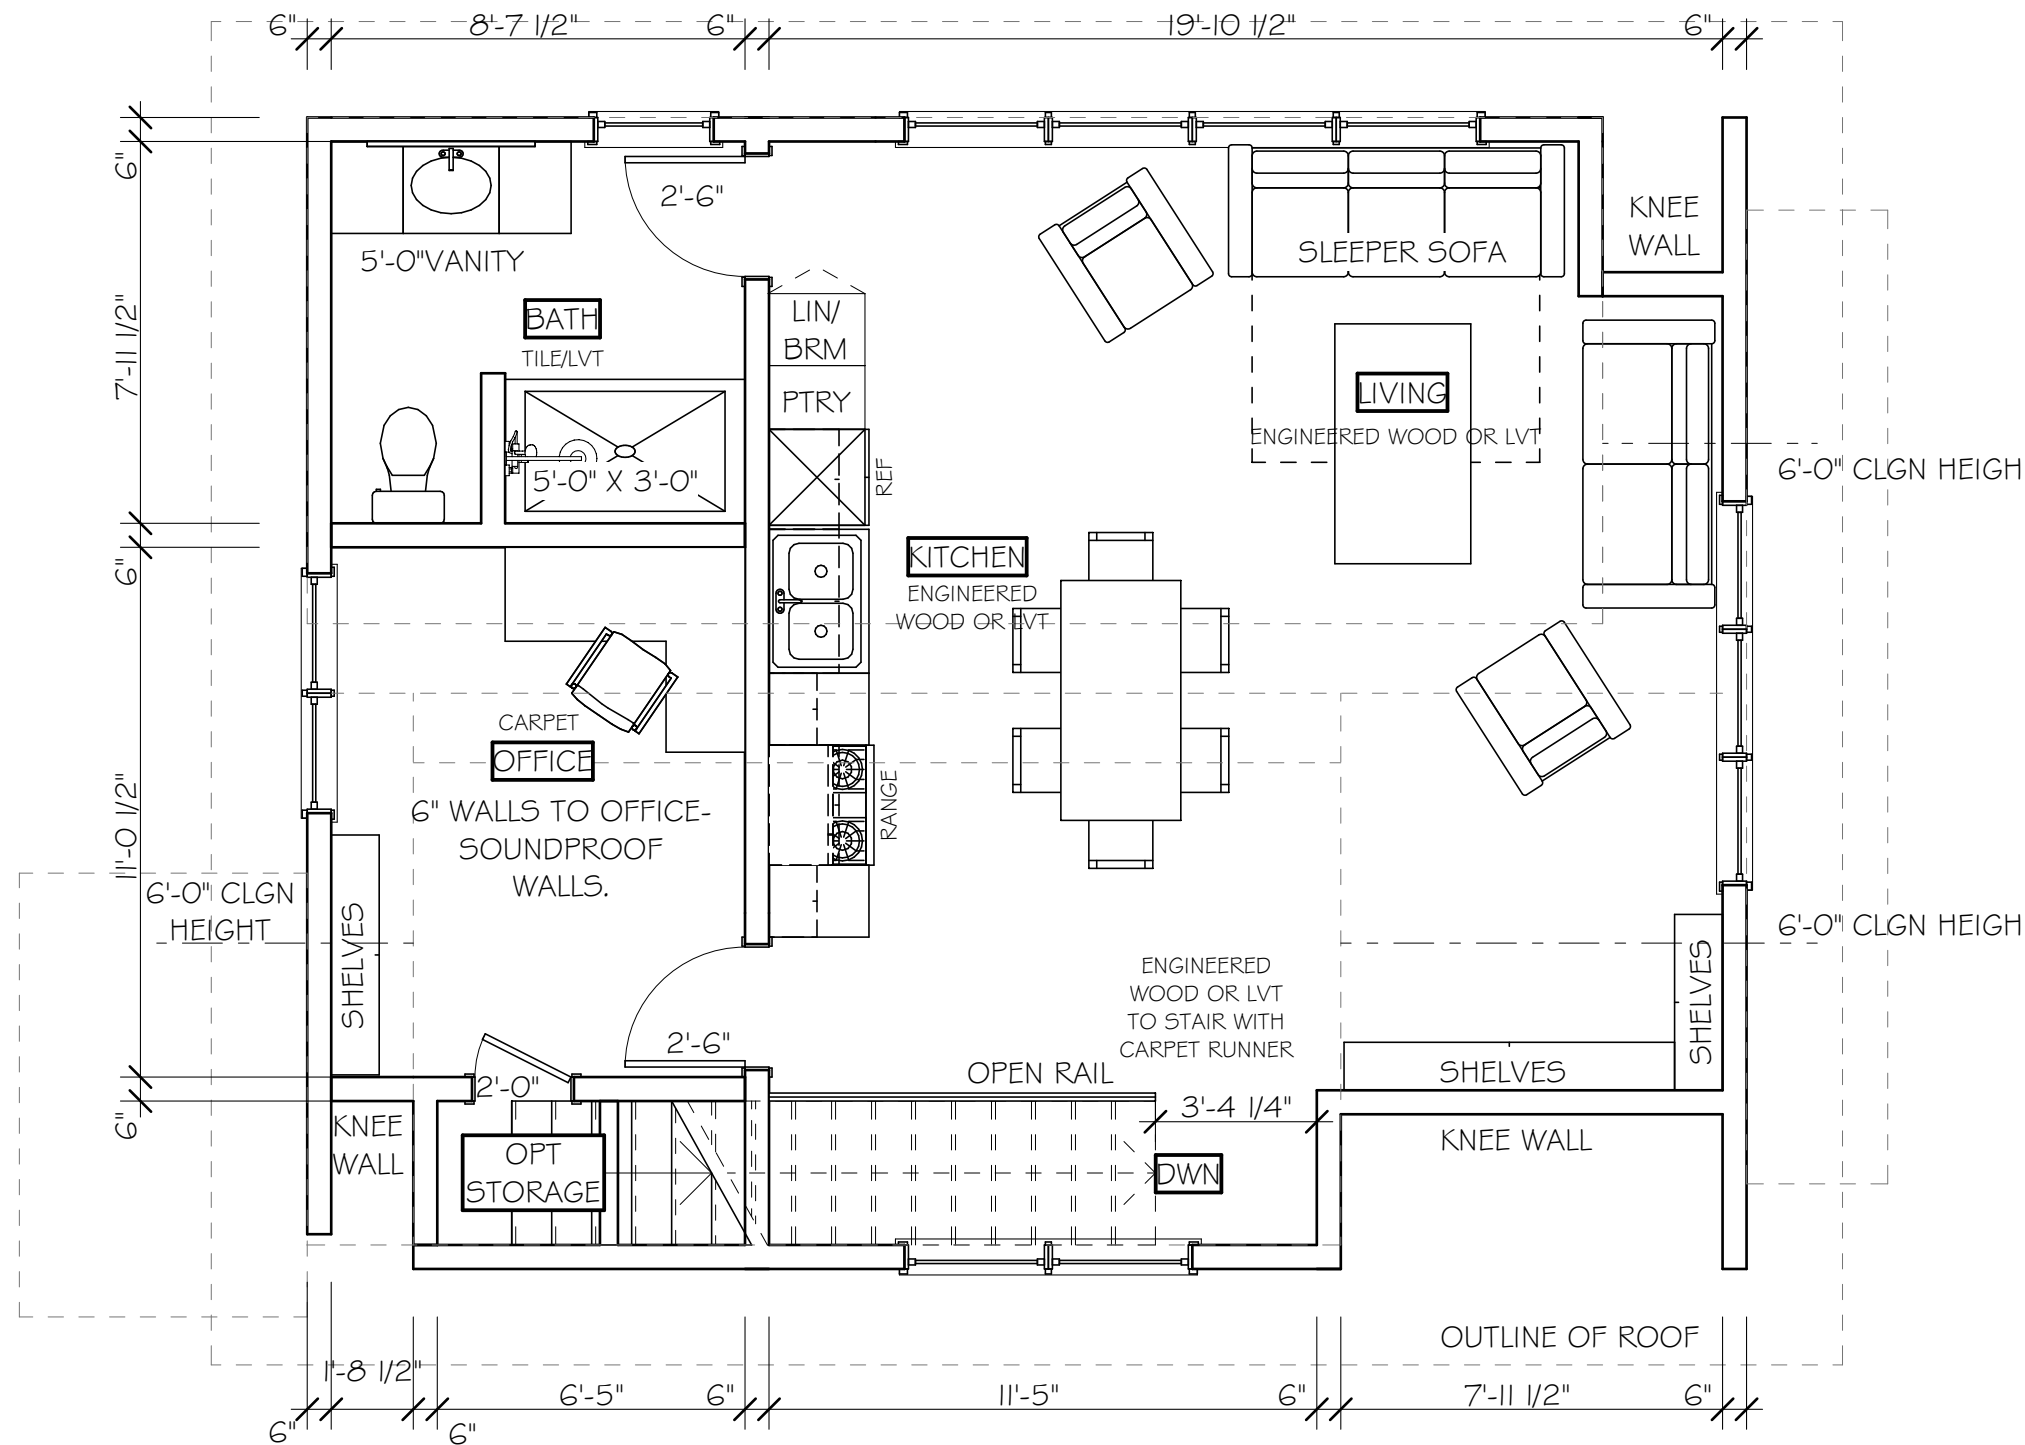 6" 8'-7 1/2" 6" 19'-10 1/2" 6"
6"
7'-11 1/2"
6"
11'-0 1/2"
6"
2'-6"
5'-0"VANITY
BATH
TILE/LVT
5'-0" X 3'-0"
LIN/
BRM
PTRY
REF
KITCHEN
ENGINEERED
WOOD OR LVT
RANGE
SLEEPER SOFA
KNEE
WALL
LIVING
ENGINEERED WOOD OR LVT
6'-0" CLGN HEIGH
CARPET
OFFICE
6" WALLS TO OFFICE-
SOUNDPROOF
WALLS.
6'-0" CLGN
HEIGHT
SHELVES
2'-6"
2'-0"
KNEE
WALL
OPT
STORAGE
ENGINEERED
WOOD OR LVT
TO STAIR WITH
CARPET RUNNER
OPEN RAIL
3'-4 1/4"
DWN
6'-0" CLGN HEIGH
SHELVES
SHELVES
KNEE WALL
OUTLINE OF ROOF
6" 1'-8 1/2" 6" 6'-5" 6" 11'-5" 6" 7'-11 1/2" 6"